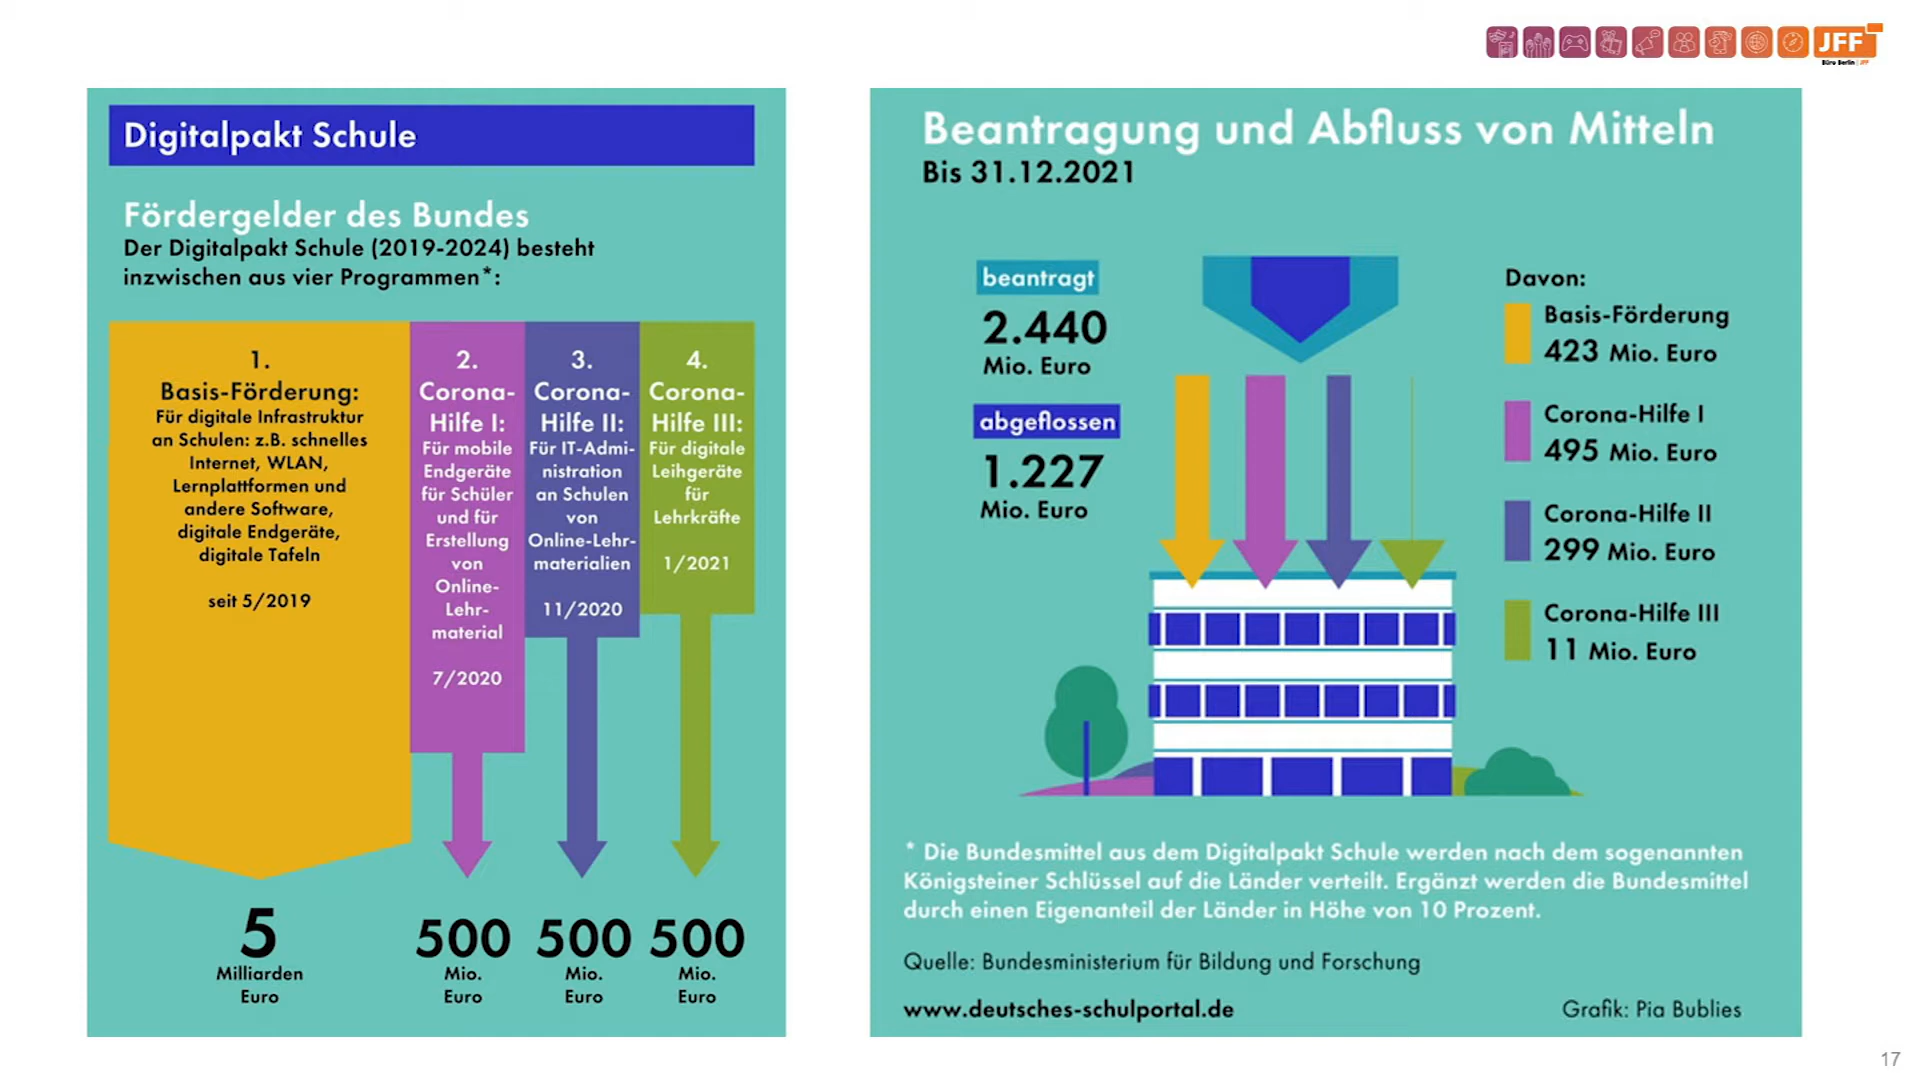 JFF
Büro Berlin | JFF
Digitalpakt Schule
Fördergelder des Bundes
Der Digitalpakt Schule (2019-2024) besteht
inzwischen aus vier Programmen*:
1.
Basis-Förderung:
Für digitale Infrastruktur
an Schulen: z.B. schnelles
Internet, WLAN,
Lernplattformen und
andere Software,
digitale Endgeräte,
digitale Tafeln
seit 5/2019
5
Milliarden
Euro
2.
Corona-
Hilfe I:
Für mobile
Endgeräte
für Schüler
und für
Erstellung
von
Online-
Lehr-
material
7/2020
500
Mio.
Euro
3.
Corona-
Hilfe II:
Für IT-Admi-
nistration
an Schulen
von
Online-Lehr-
materialien
11/2020
500
Mio.
Euro
4.
Corona-
Hilfe III:
Für digitale
Leihgeräte
für
Lehrkräfte
1/2021
500
Mio.
Euro
Beantragung und Abfluss von Mitteln
Bis 31.12.2021
beantragt
2.440
Mio. Euro
abgeflossen
1.227
Mio. Euro
Davon:
Basis-Förderung
423 Mio. Euro
Corona-Hilfe I
495 Mio. Euro
Corona-Hilfe II
299 Mio. Euro
Corona-Hilfe III
11 Mio. Euro
* Die Bundesmittel aus dem Digitalpakt Schule werden nach dem sogenannten
Königsteiner Schlüssel auf die Länder verteilt. Ergänzt werden die Bundesmittel
durch einen Eigenanteil der Länder in Höhe von 10 Prozent.
Quelle: Bundesministerium für Bildung und Forschung
www.deutsches-schulportal.de
Grafik: Pia Bublies
17